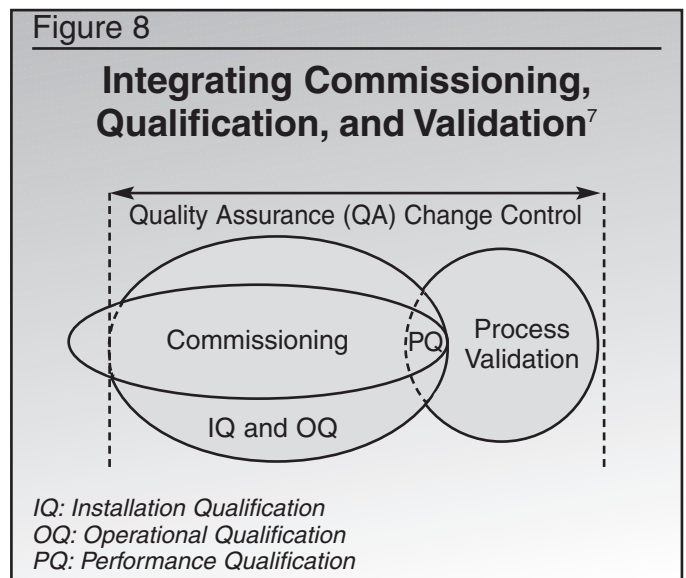 Figure 8
Integrating Commissioning,
Qualification, and Validation7
Quality Assurance (QA) Change Control
Commissioning
PQ
Process
Validation
IQ and OQ
IQ: Installation Qualification
OQ: Operational Qualification
PQ: Performance Qualification